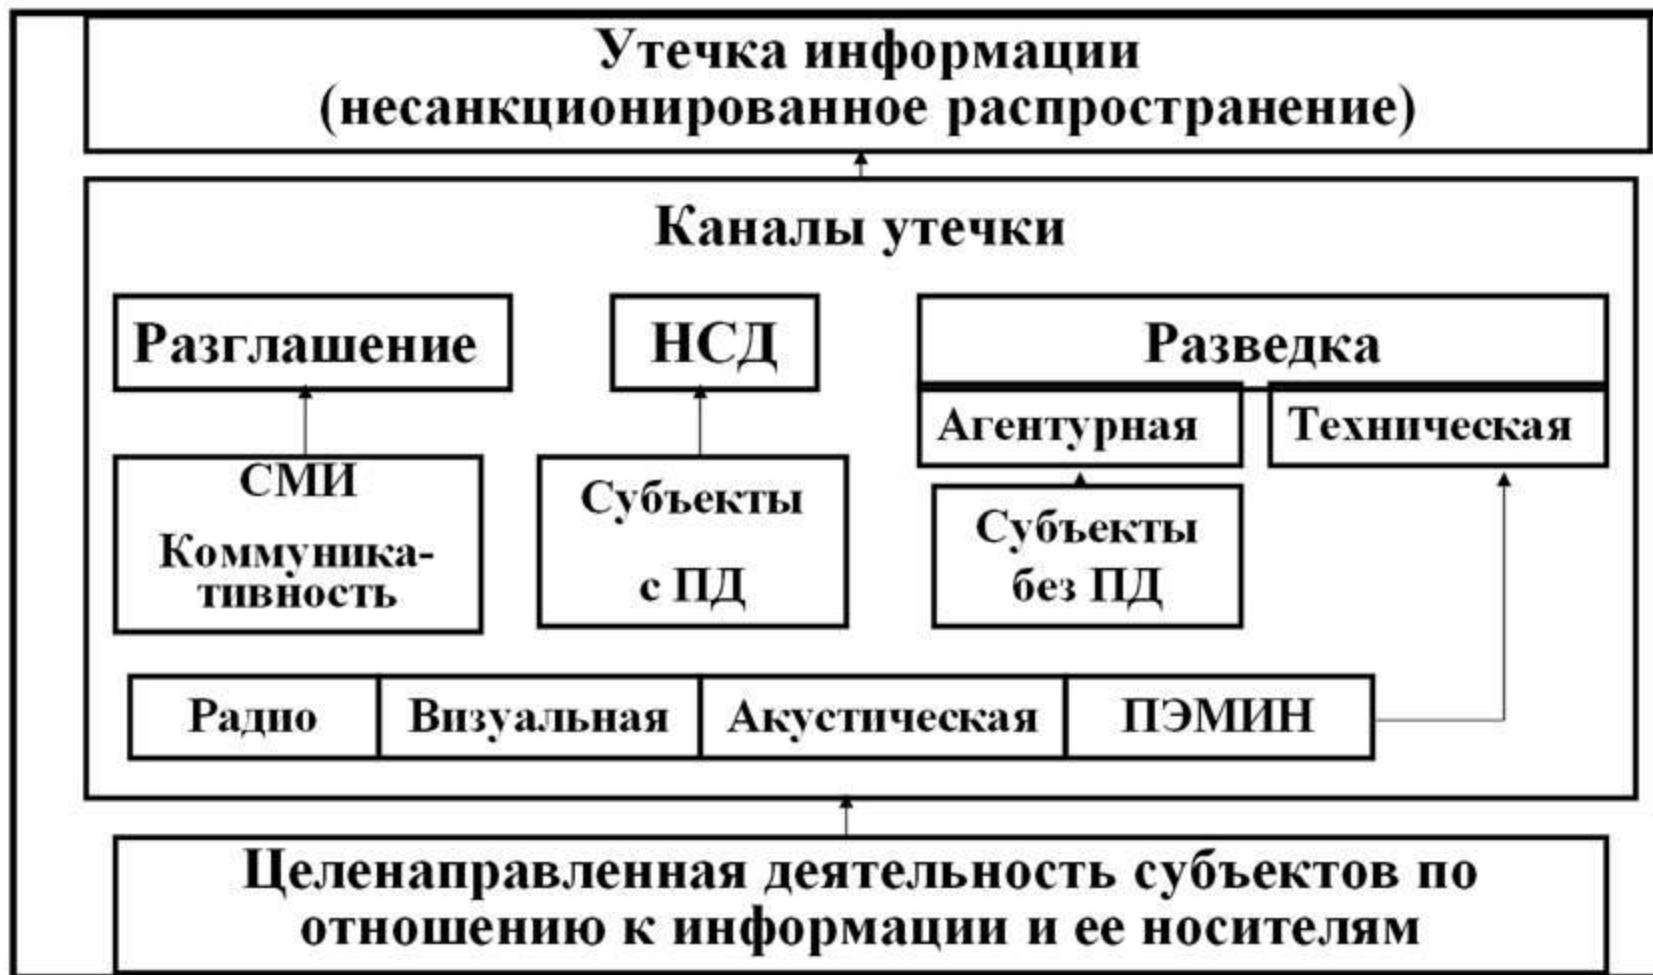 Утечка информации
(несанкционированное распространение)
Каналы утечки
Разглашение
НСД
Разведка
Агентурная
Техническая
СМИ
Коммуника-
тивность
Субъекты
с ПД
Субъекты
без ПД
Радио
Визуальная
Акустическая
ПЭМИН
Целенаправленная деятельность субъектов по
отношению к информации и ее носителям